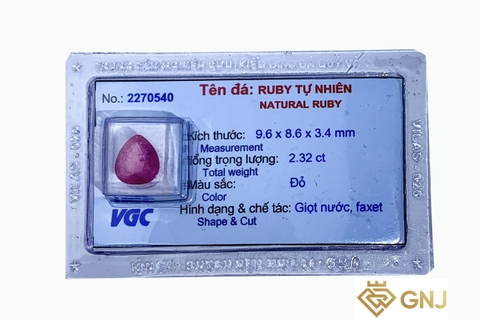 No.: 2270540
Tên đá: RUBY TỰ NHIÊN
NATURAL RUBY
Kích thước: 9.6 x 8.6 x 3.4 mm
Measurement
Tổng trọng lượng: 2.32 ct
Total weight
Màu sắc: Đỏ
Color
Hình dạng & chế tác: Giọt nước, faxet
Shape & Cut
VGC
GNJ